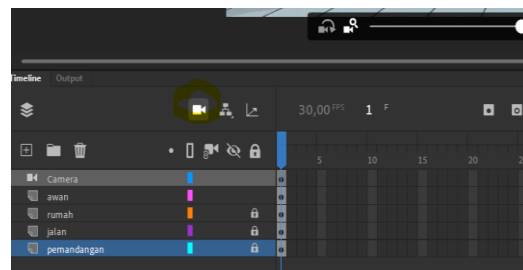 Timeline Output
30,00 FPS 1 F
5 10 15 20
Camera
awan
rumah
jalan
pemandangan